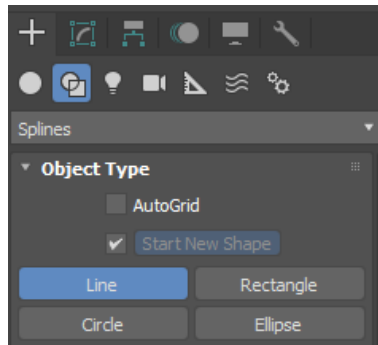 Splines
Object Type
AutoGrid
Start New Shape
Line Rectangle
Circle Ellipse